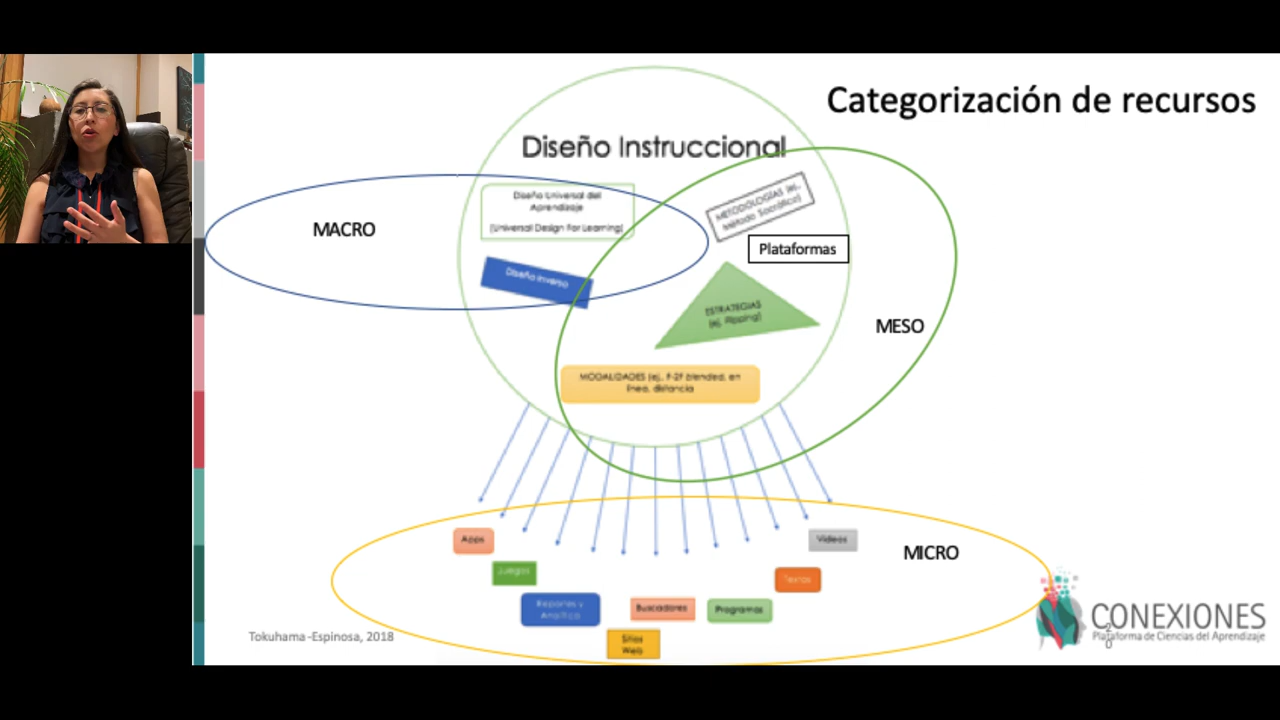 Categorización de recursos
Diseño Instruccional
MACRO
Diseño Universal del
Aprendizaje
(Universal Design For Learning)
Diseño Inverso
METODOLOGÍAS (ej.,
Método Socrático)
Plataformas
ESTRATEGIAS
(ej. Flipping)
MESO
MODALIDADES (ej., F-2F blended, en
línea, distancia
Apps
Videos
MICRO
Juegos
Textos
Reportes y
Analítica
Buscadores
Programas
Sitios
Web
Tokuhama-Espinosa, 2018
CONEXIONES
Plataforma de Ciencias del Aprendizaje
20